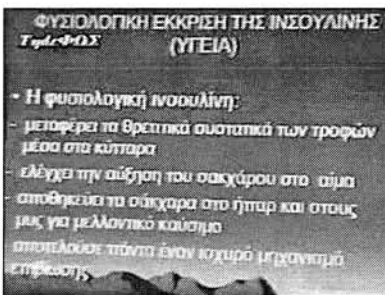 ΦΥΣΙΟΛΟΓΙΚΗ ΕΚΚΡΙΣΗ ΤΗΣ ΙΝΣΟΥΛΙΝΗΣ
ΤηλεΦΩΣ (ΥΓΕΙΑ)
• Η φυσιολογική ινσουλίνη:
- μεταφέρει τα θρεπτικά συστατικά των τροφών
μέσα στα κύτταρα
- ελέγχει την αύξηση του σακχάρου στο αίμα
- αποθηκεύει τα σάκχαρα στο ήπαρ και στους
μυς για μελλοντικό καύσιμο
αποτελούσε πάντα έναν ισχυρό μηχανισμό
επιβίωσης